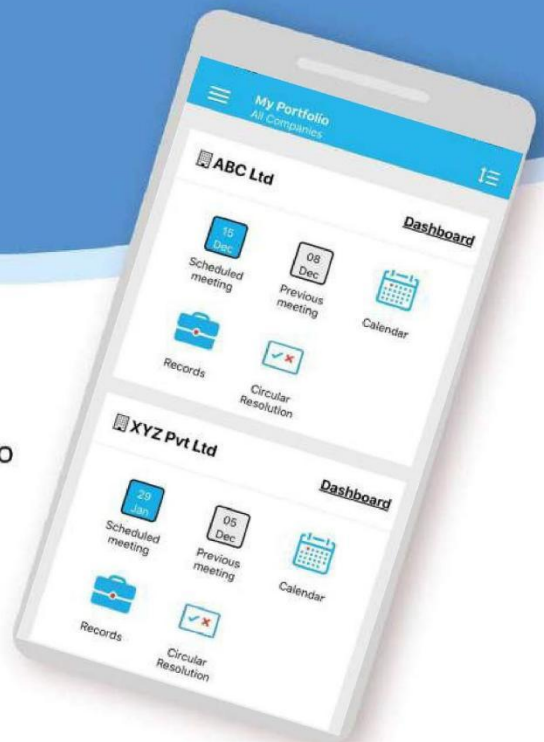 My Portfolio
All Companies
ABC Ltd
Dashboard
15
Dec
Scheduled
meeting
08
Dec
Previous
meeting
Calendar
Records
Circular
Resolution
XYZ Pvt Ltd
Dashboard
29
Jan
Scheduled
meeting
05
Dec
Previous
meeting
Calendar
Records
Circular
Resolution